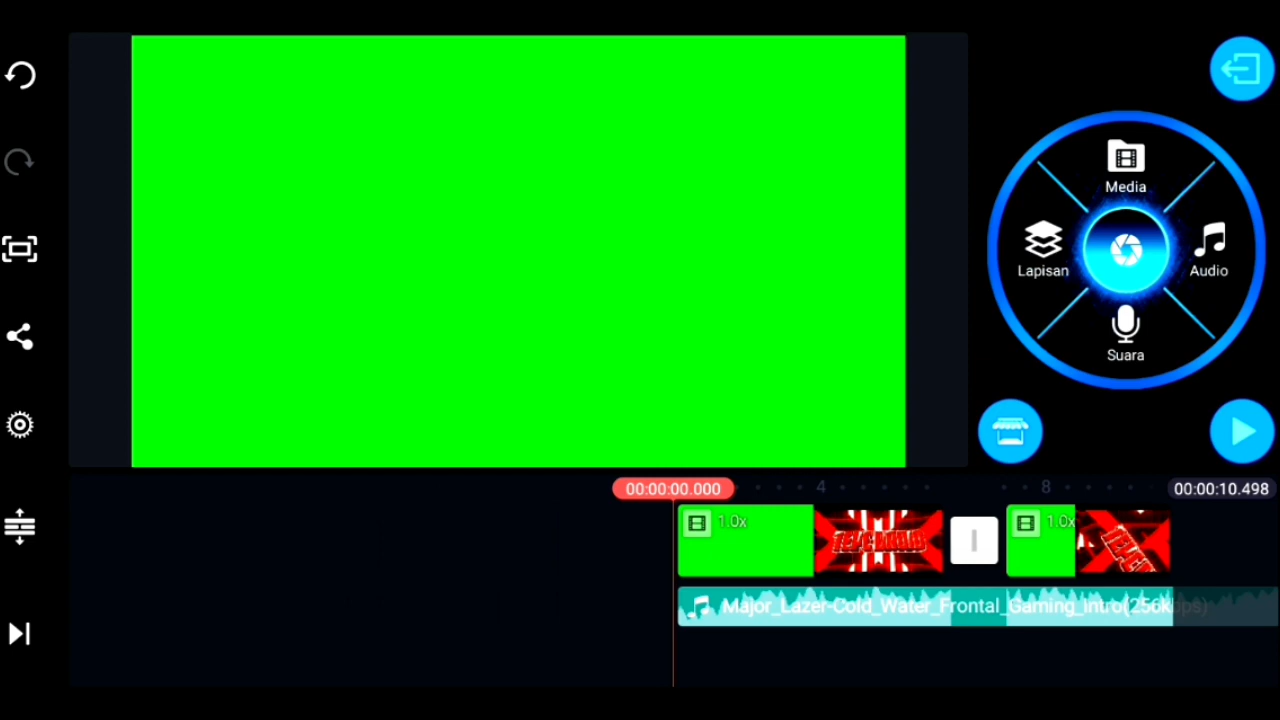 Media
Lapisan
Audio
Suara
00:00:00.000
4
8
00:00:10.498
1.0x
1.0x
Major_Lazer-Cold_Water_Frontal_Gaming_Intro(256kbps)